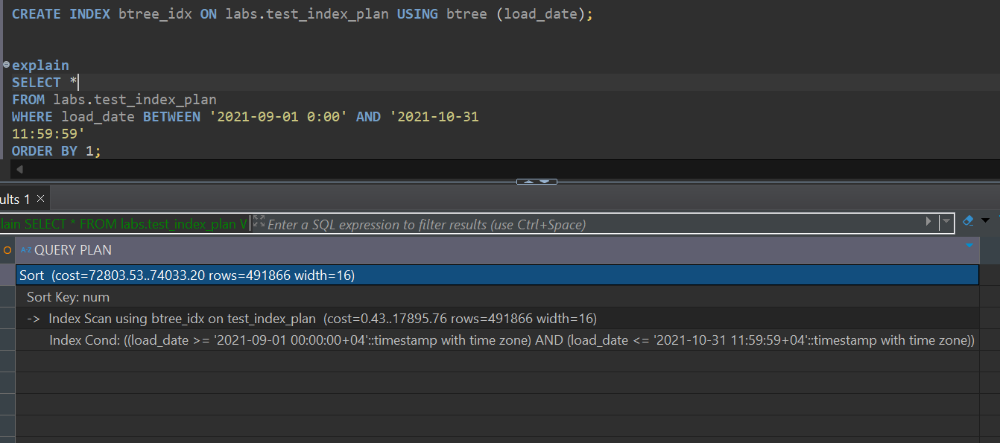 CREATE INDEX btree_idx ON labs.test_index_plan USING btree (load_date);
explain
SELECT *
FROM labs.test_index_plan
WHERE load_date BETWEEN '2021-09-01 0:00' AND '2021-10-31
11:59:59'
ORDER BY 1;
ults 1
lain SELECT * FROM labs.test_index_plan V Enter a SQL expression to filter results (use Ctrl+Space)
A-Z QUERY PLAN
Sort (cost=72803.53..74033.20 rows=491866 width=16)
Sort Key: num
-> Index Scan using btree_idx on test_index_plan (cost=0.43..17895.76 rows=491866 width=16)
Index Cond: ((load_date >= '2021-09-01 00:00:00+04'::timestamp with time zone) AND (load_date <= '2021-10-31 11:59:59+04'::timestamp with time zone))